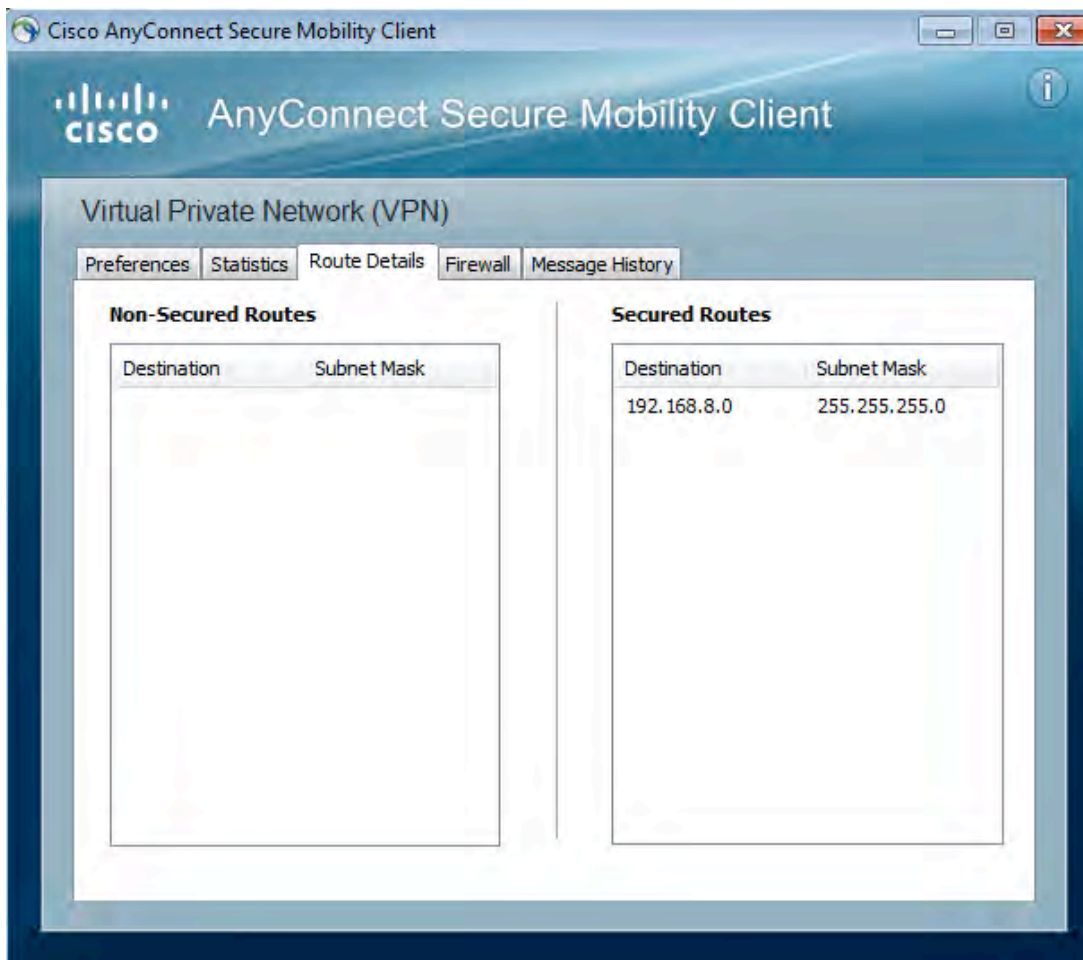 Cisco AnyConnect Secure Mobility Client
CISCO AnyConnect Secure Mobility Client
Virtual Private Network (VPN)
Preferences Statistics Route Details Firewall Message History
Non-Secured Routes Secured Routes
Destination Subnet Mask Destination Subnet Mask
192.168.8.0 255.255.255.0